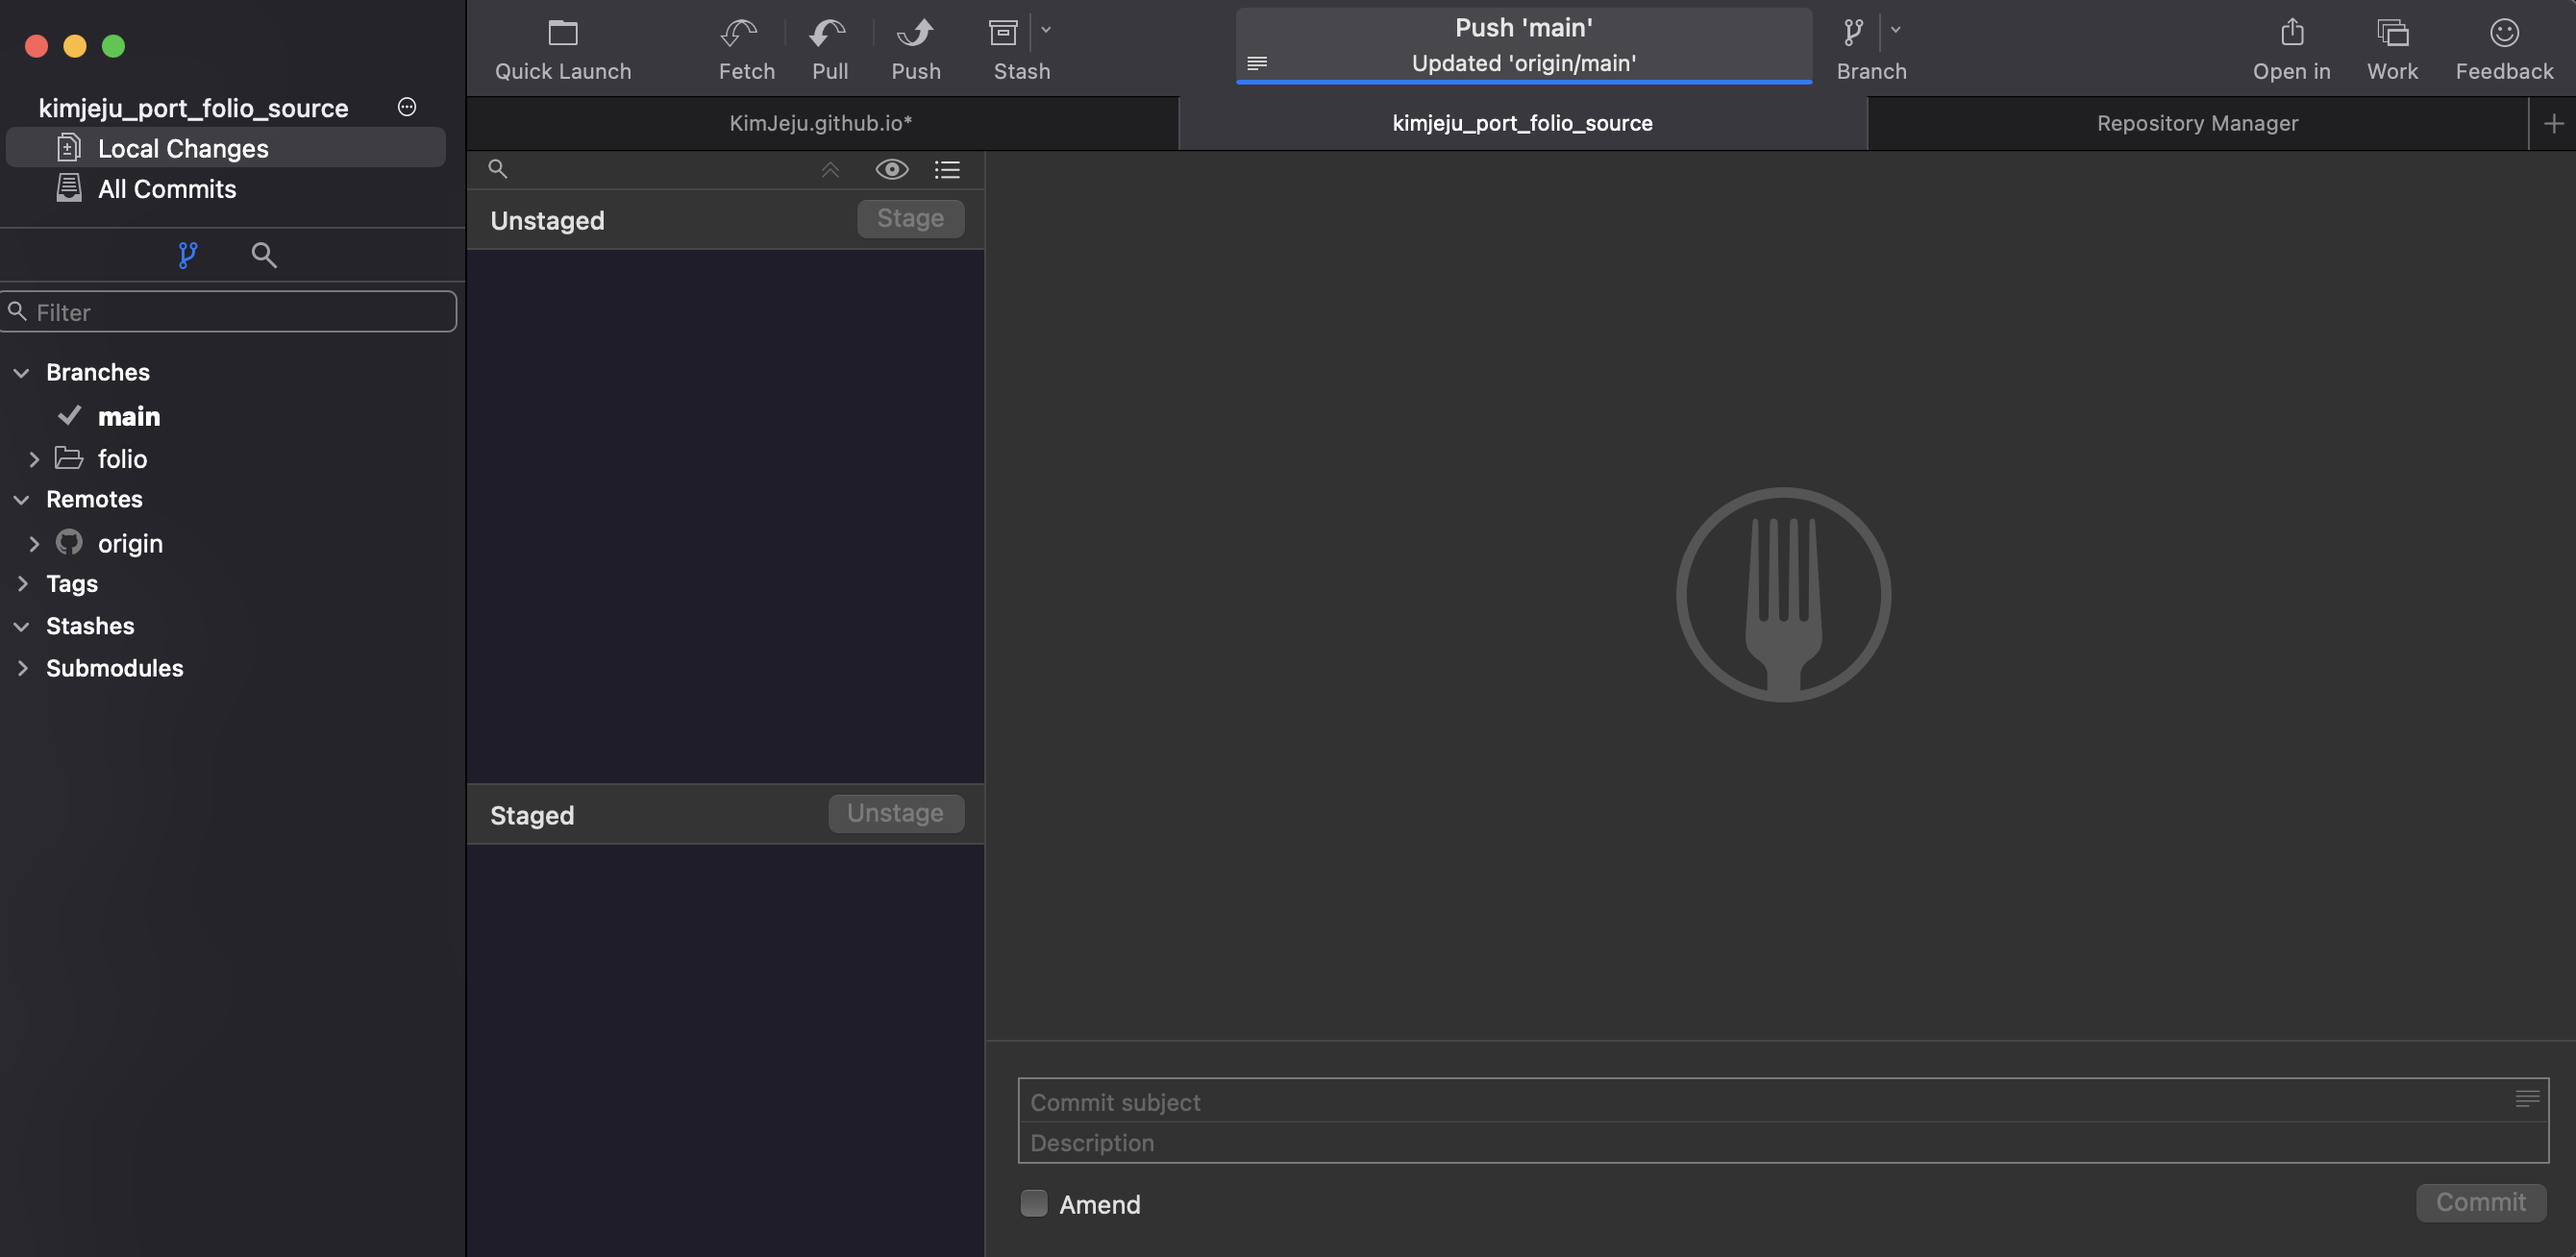 Quick Launch
Fetch
Pull
Push
Stash
Push 'main'
Updated 'origin/main'
Branch
Open in
Work
Feedback
kimjeju_port_folio_source
Local Changes
All Commits
Filter
Branches
main
folio
Remotes
origin
Tags
Stashes
Submodules
KimJeju.github.io*
kimjeju_port_folio_source
Repository Manager
Unstaged
Stage
Staged
Unstage
Commit subject
Description
Amend
Commit